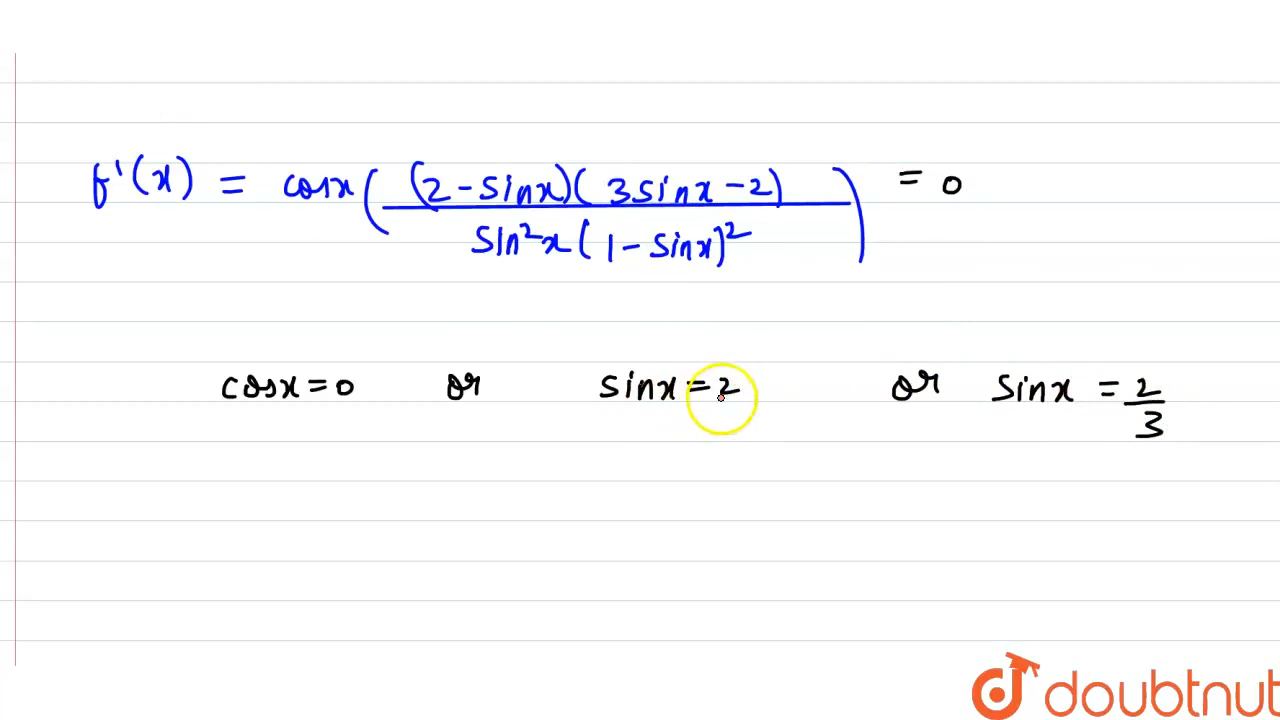 f'(x) = cosx( (2-sinx)(3sinx-2) / sin²x(1-sinx)² ) = 0
cosx=0 or sinx=2 or sinx = 2/3
doubtnut